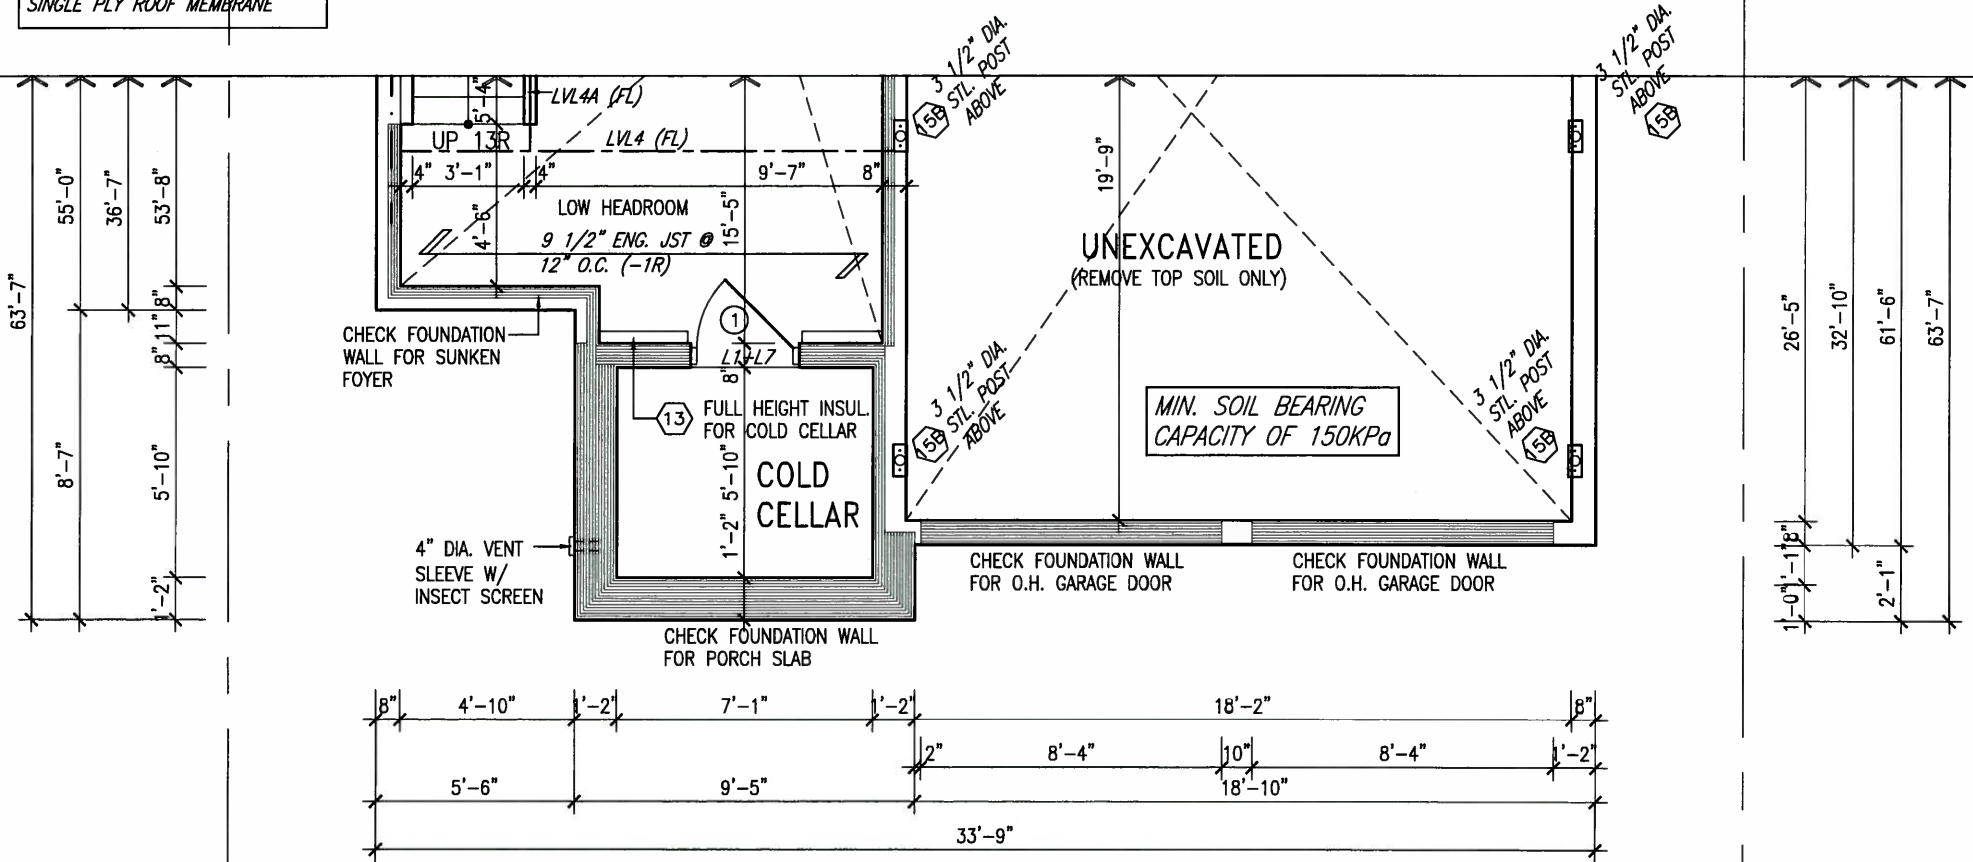 SINGLE PLY ROOF MEMBRANE
3 1/2" DIA.
STL. POST
ABOVE
15B
3 1/2" DIA.
STL. POST
ABOVE
15B
LVL4A (FL)
5'-4"
UP 13R
LVL4 (FL)
4"
3'-1"
4"
9'-7"
8"
55'-0"
36'-7"
53'-8"
63'-7"
19'-9"
LOW HEADROOM
4'-6"
15'-5"
9 1/2" ENG. JST @
12" O.C. (-1R)
UNEXCAVATED
(REMOVE TOP SOIL ONLY)
8"
11"
8"
CHECK FOUNDATION
WALL FOR SUNKEN
FOYER
1
L1+L7
8"
26'-5"
32'-10"
61'-6"
63'-7"
3 1/2" DIA.
STL. POST
ABOVE
15B
3 1/2" DIA.
STL. POST
ABOVE
15B
13
FULL HEIGHT INSUL.
FOR COLD CELLAR
MIN. SOIL BEARING
CAPACITY OF 150KPa
8'-7"
5'-10"
5'-10"
COLD
CELLAR
1'-2"
4" DIA. VENT
SLEEVE W/
INSECT SCREEN
1'-2"
CHECK FOUNDATION WALL
FOR O.H. GARAGE DOOR
CHECK FOUNDATION WALL
FOR O.H. GARAGE DOOR
8"
1'-1"
1'-0"
2'-1"
CHECK FOUNDATION WALL
FOR PORCH SLAB
8"
4'-10"
1'-2"
7'-1"
1'-2"
18'-2"
8"
2"
8'-4"
10"
8'-4"
1'-2"
5'-6"
9'-5"
18'-10"
33'-9"